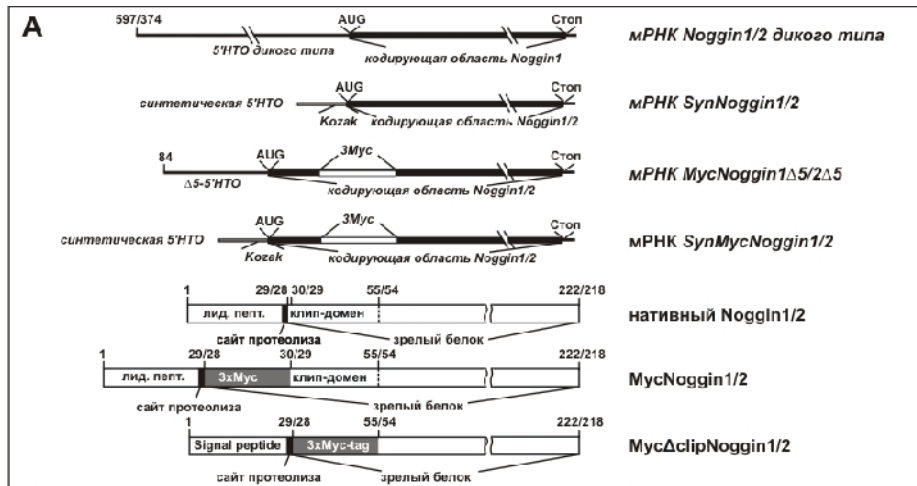 A
597/374
AUG
Стоп
5'НТО дикого типа
кодирующая область Noggin1
мРНК Noggin1/2 дикого типа
AUG
Стоп
синтетическая 5'НТО
Kozak
кодирующая область Noggin1/2
мРНК SynNoggin1/2
84
AUG
3Myc
Стоп
Δ5-5'НТО
кодирующая область Noggin1/2
мРНК MycNoggin1Δ5/2Δ5
AUG
3Myc
Стоп
синтетическая 5'НТО
Kozak
кодирующая область Noggin1/2
мРНК SynMycNoggin1/2
1
29/28
30/29
55/54
222/218
лид. пепт.
клип-домен
сайт протеолиза
зрелый белок
нативный Noggin1/2
1
29/28
30/29
55/54
222/218
лид. пепт.
3xMyc
клип-домен
сайт протеолиза
зрелый белок
MycNoggin1/2
1
29/28
55/54
222/218
Signal peptide
3xMyc-tag
сайт протеолиза
зрелый белок
MycΔclipNoggin1/2